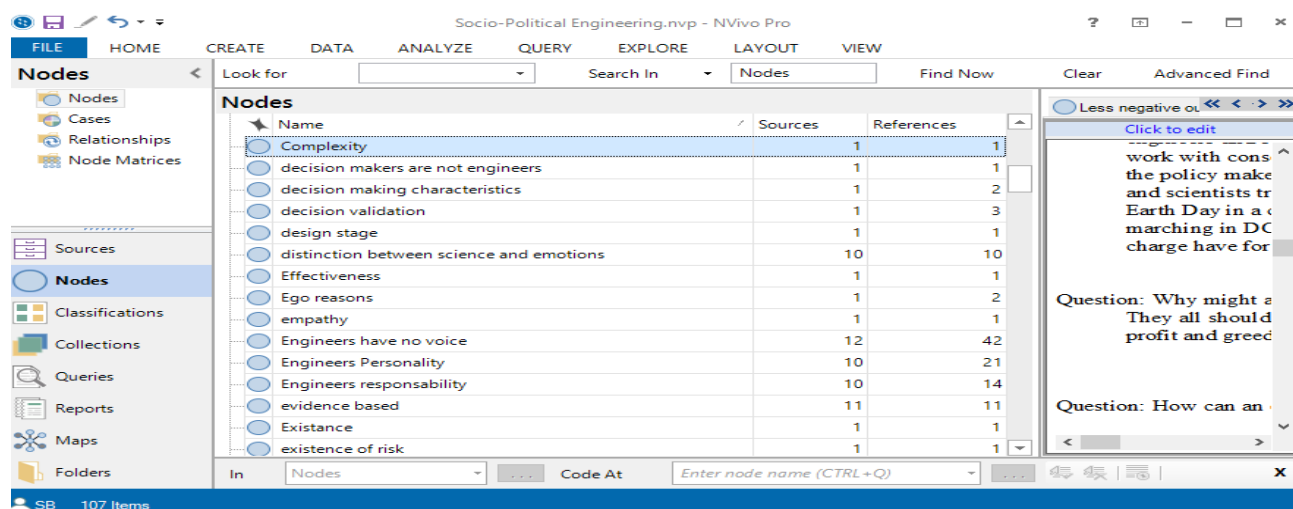 Socio-Political Engineering.nvp - NVivo Pro
FILE HOME CREATE DATA ANALYZE QUERY EXPLORE LAYOUT VIEW
Nodes
Look for Search In Nodes Find Now Clear Advanced Find
Nodes
Cases
Relationships
Node Matrices
Sources
Nodes
Classifications
Collections
Queries
Reports
Maps
Folders
Nodes
Name Sources References
Complexity 1 1
decision makers are not engineers 1 1
decision making characteristics 1 2
decision validation 1 3
design stage 1 1
distinction between science and emotions 10 10
Effectiveness 1 1
Ego reasons 1 2
empathy 1 1
Engineers have no voice 12 42
Engineers Personality 10 21
Engineers responsability 10 14
evidence based 11 11
Existance 1 1
existence of risk 1 1
In Nodes ... Code At Enter node name (CTRL+Q) ...
Less negative ou
Click to edit
work with cons
the policy make
and scientists tr
Earth Day in a
marching in DC
charge have for
Question: Why might a
They all should
profit and greed
Question: How can an
x
SB 107 Items